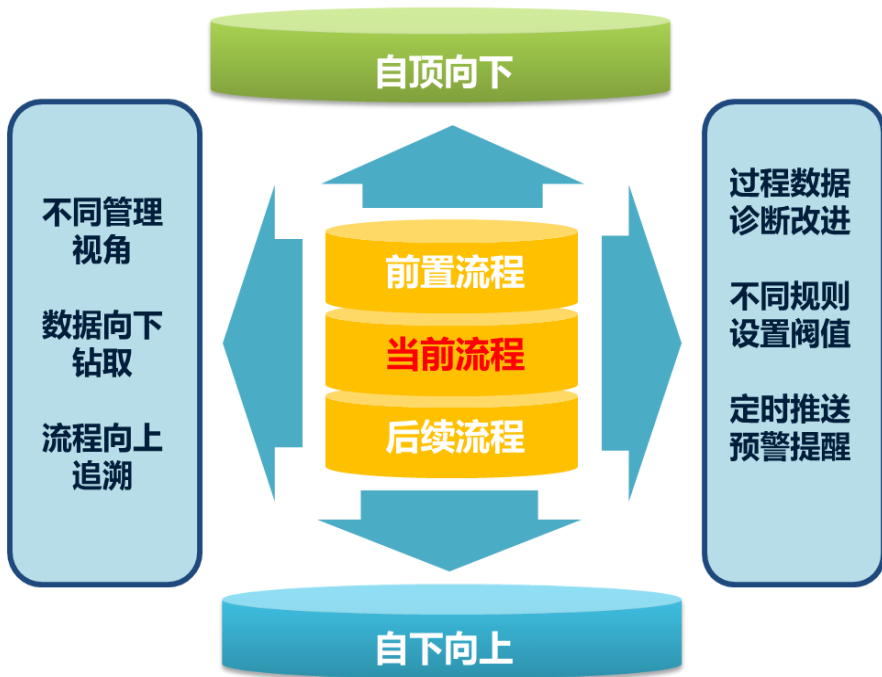 自顶向下
不同管理
视角
数据向下
钻取
流程向上
追溯
前置流程
当前流程
后续流程
过程数据
诊断改进
不同规则
设置阀值
定时推送
预警提醒
自下向上